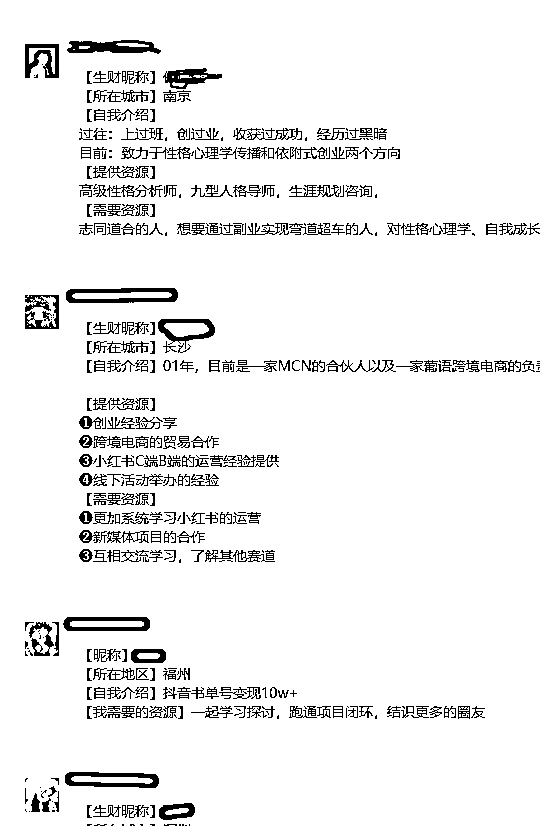 【生财昵称】
【所在城市】南京
【自我介绍】
过往：上过班，创过业，收获过成功，经历过黑暗
目前：致力于性格心理学传播和依附式创业两个方向
【提供资源】
高级性格分析师，九型人格导师，生涯规划咨询，
【需要资源】
志同道合的人，想要通过副业实现弯道超车的人，对性格心理学、自我成长
【生财昵称】
【所在城市】长沙
【自我介绍】01年，目前是一家MCN的合伙人以及一家葡语跨境电商的负责
【提供资源】
❶创业经验分享
❷跨境电商的贸易合作
❸小红书C端B端的运营经验提供
❹线下活动举办的经验
【需要资源】
❶更加系统学习小红书的运营
❷新媒体项目的合作
❸互相交流学习，了解其他赛道
【昵称】
【所在地区】福州
【自我介绍】抖音书单号变现10w+
【我需要的资源】一起学习探讨，跑通项目闭环，结识更多的圈友
【生财昵称】